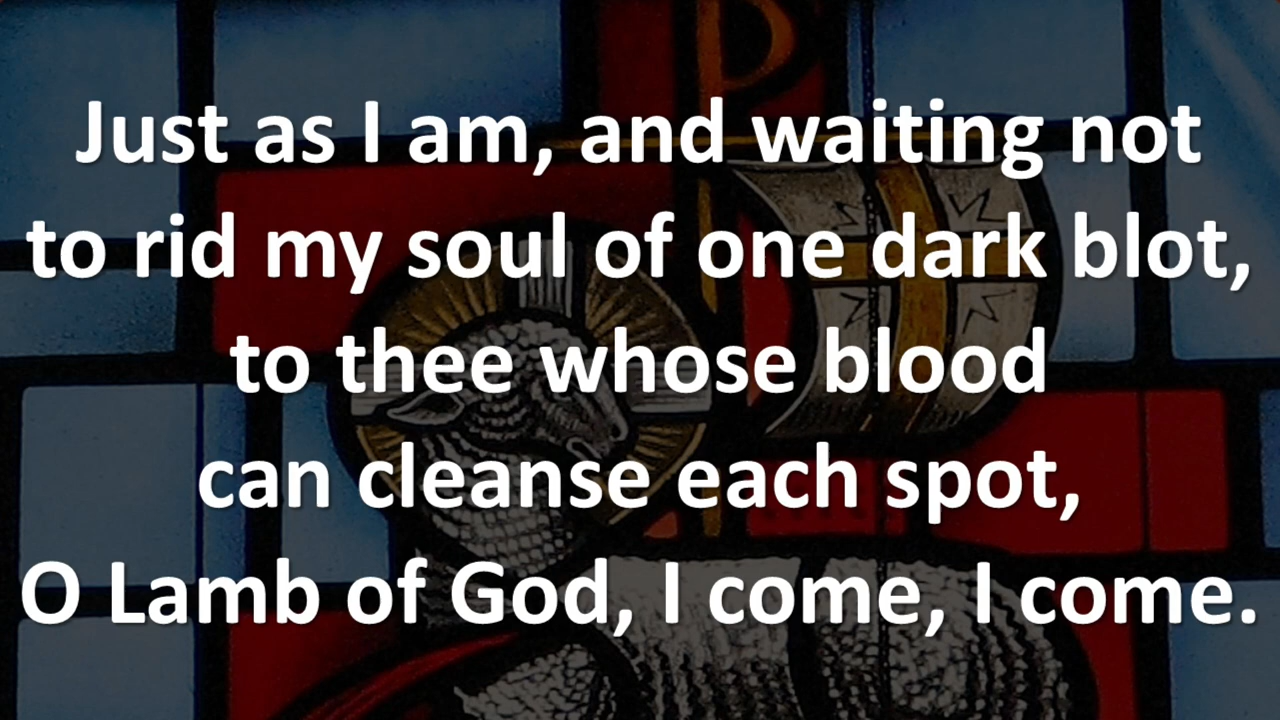 Just as I am, and waiting not
to rid my soul of one dark blot,
to thee whose blood
can cleanse each spot,
O Lamb of God, I come, I come.